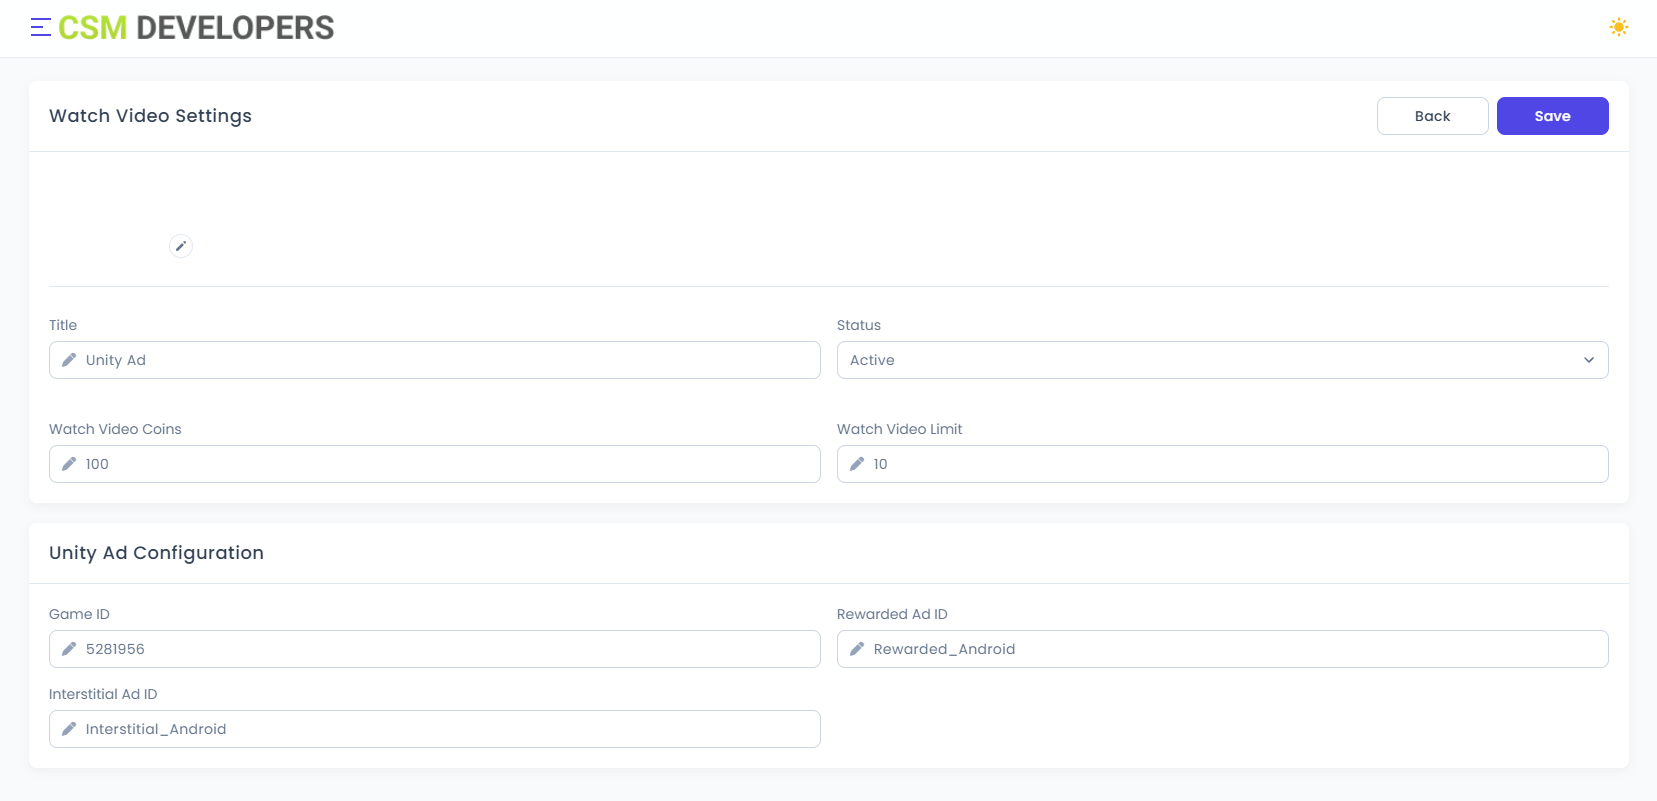 CSM DEVELOPERS
Watch Video Settings
Back
Save
Title
Status
Unity Ad
Active
Watch Video Coins
Watch Video Limit
100
10
Unity Ad Configuration
Game ID
Rewarded Ad ID
5281956
Rewarded_Android
Interstitial Ad ID
Interstitial_Android